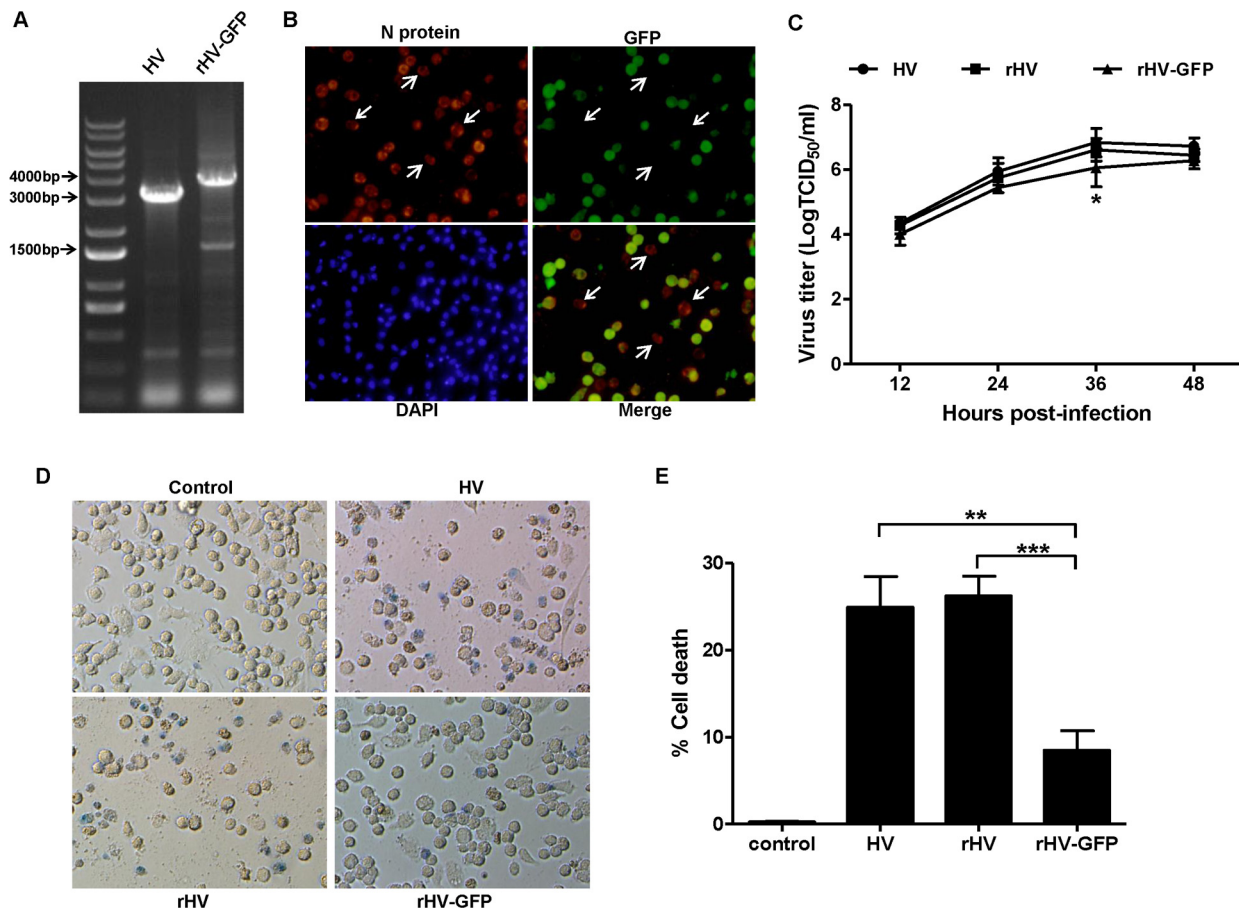 A
HV
rHV-GFP
4000bp
3000bp
1500bp
B
N protein
GFP
DAPI
Merge
C
HV
rHV
rHV-GFP
Virus titer (LogTCID50/ml)
8
6
4
2
0
*
12
24
36
48
Hours post-infection
D
Control
HV
rHV
rHV-GFP
E
**
***
% Cell death
30
20
10
0
control
HV
rHV
rHV-GFP